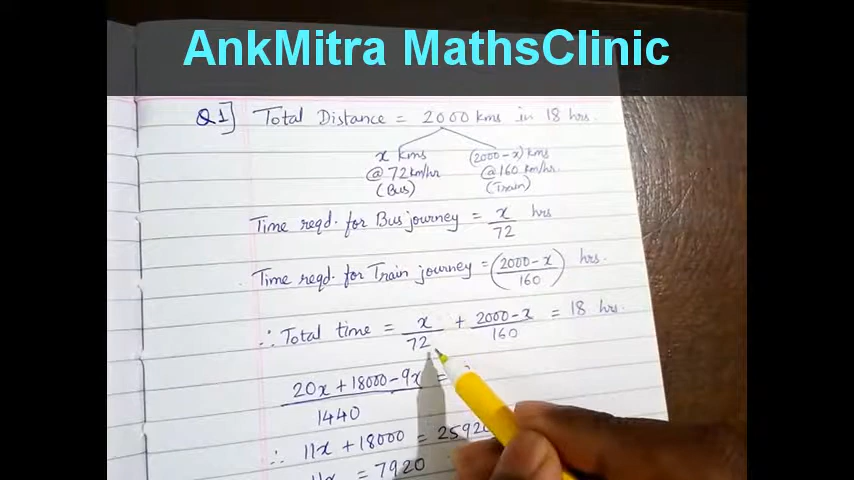 AnkMitra MathsClinic
Q1] Total Distance = 2000 kms in 18 hrs.
x kms (2000-x) kms
@ 72 km/hr @ 160 km/hr.
(Bus) (Train)
Time reqd. for Bus journey = x/72 hrs
Time reqd. for Train journey = ((2000-x)/160) hrs.
∴ Total time = x/72 + (2000-x)/160 = 18 hrs.
(20x + 18000 - 9x)/1440 =
∴ 11x + 18000 = 25920
11x = 7920